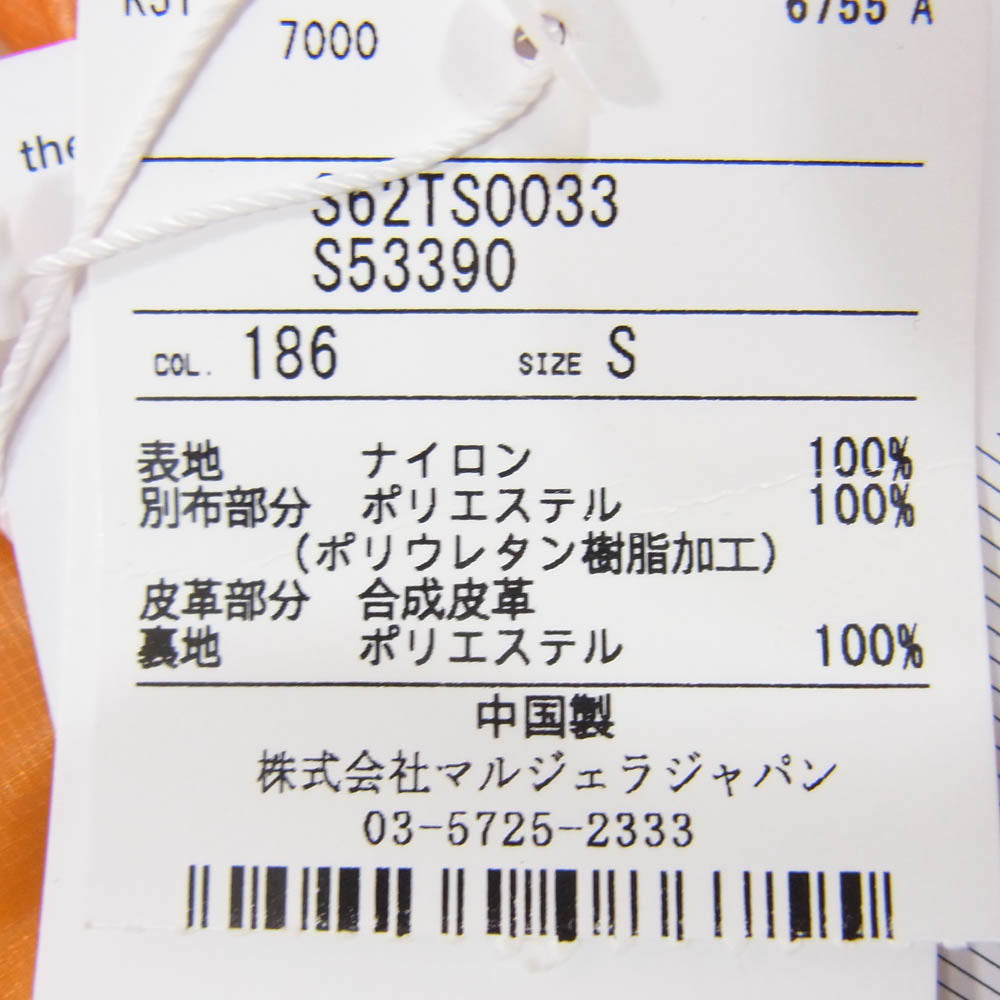 7000
6755 A
the
S62TS0033
S53390
COL. 186 SIZE S
表地 ナイロン 100%
別布部分 ポリエステル 100%
(ポリウレタン樹脂加工)
皮革部分 合成皮革
裏地 ポリエステル 100%
中国製
株式会社マルジェラジャパン
03-5725-2333